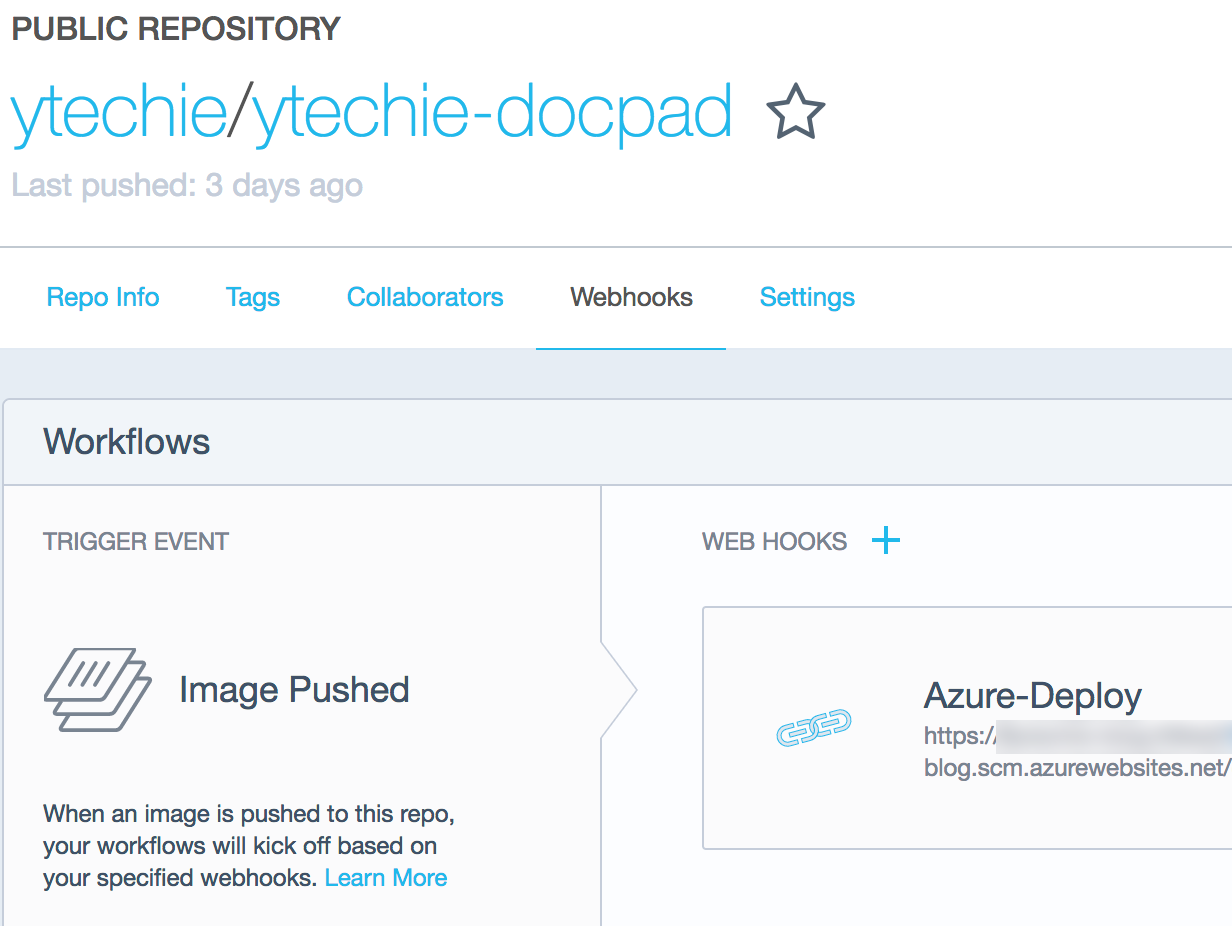 PUBLIC REPOSITORY
ytechie/ytechie-docpad
Last pushed: 3 days ago
Repo Info Tags Collaborators Webhooks Settings
Workflows
TRIGGER EVENT
WEB HOOKS +
Image Pushed
Azure-Deploy
https:/
blog.scm.azurewebsites.net/
When an image is pushed to this repo,
your workflows will kick off based on
your specified webhooks. Learn More